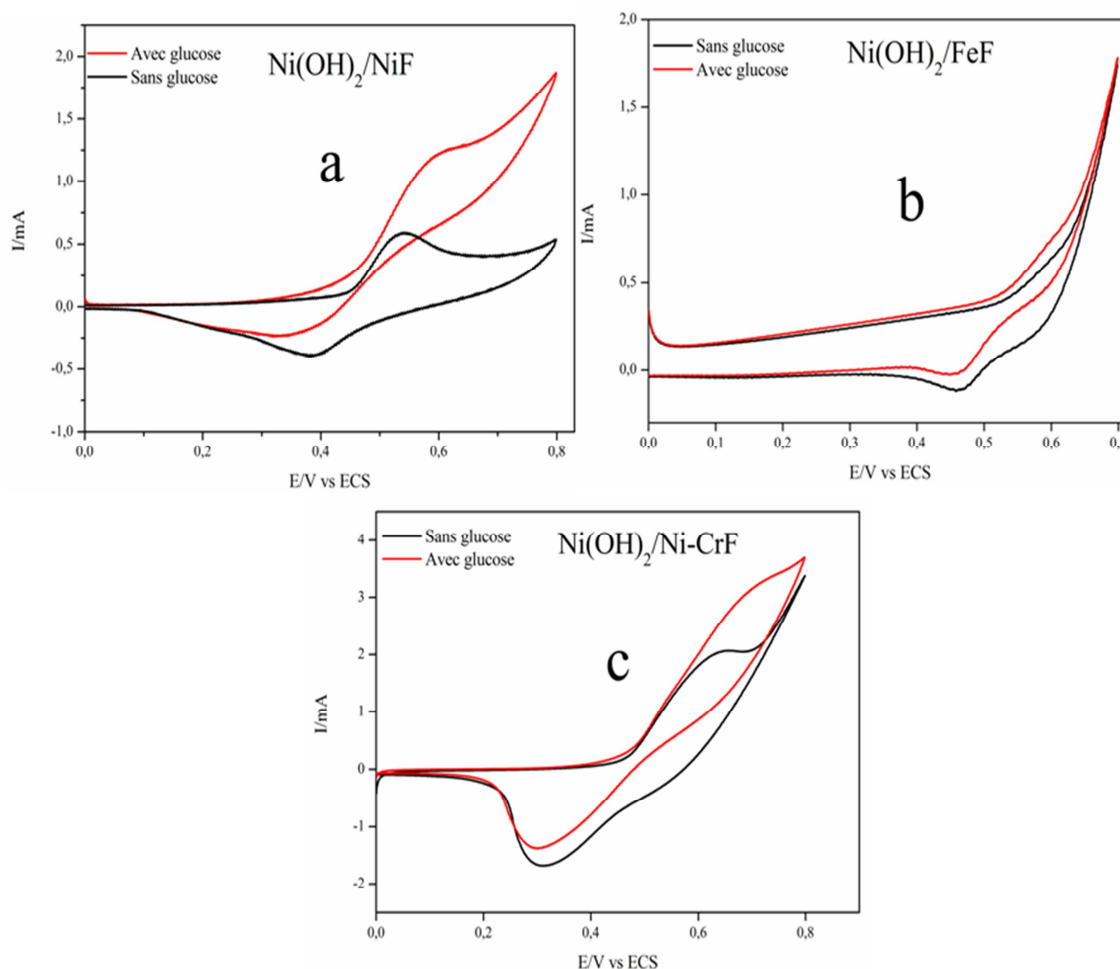 Avec glucose
Sans glucose
Ni(OH)2/NiF
a
2,0
1,5
1,0
0,5
0,0
-0,5
-1,0
I/mA
0,0 0,2 0,4 0,6 0,8
E/V vs ECS
Sans glucose
Avec glucose
Ni(OH)2/FeF
b
2,0
1,5
1,0
0,5
0,0
I/mA
0,0 0,1 0,2 0,3 0,4 0,5 0,6
E/V vs ECS
Sans glucose
Avec glucose
Ni(OH)2/Ni-CrF
c
4
3
2
1
0
-1
-2
I/mA
0,0 0,2 0,4 0,6 0,8
E/V vs ECS